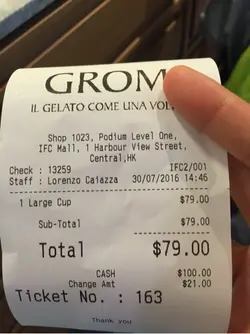 GROM
IL GELATO COME UNA
Shop 1023, Podium Level One,
IFC Mall, 1 Harbour View Street,
Central,HK
Check : 13259 IFC2/001
Staff : Lorenzo Caiazza 30/07/2016 14:46
1 Large Cup $79.00
Sub-Total $79.00
Total $79.00
CASH $100.00
Change Amt $21.00
Ticket No. : 163
Thank you